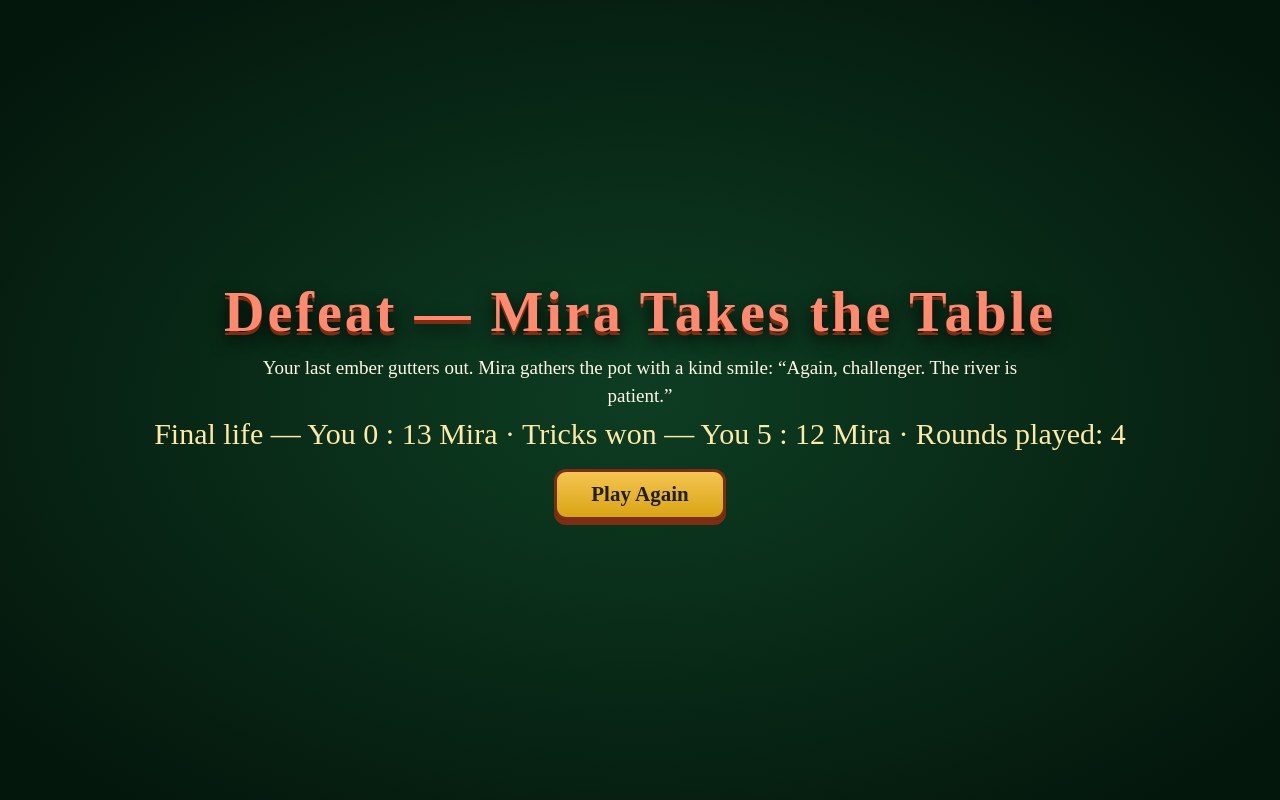 Defeat — Mira Takes the Table
Your last ember gutters out. Mira gathers the pot with a kind smile: “Again, challenger. The river is
patient.”
Final life — You 0 : 13 Mira · Tricks won — You 5 : 12 Mira · Rounds played: 4
Play Again